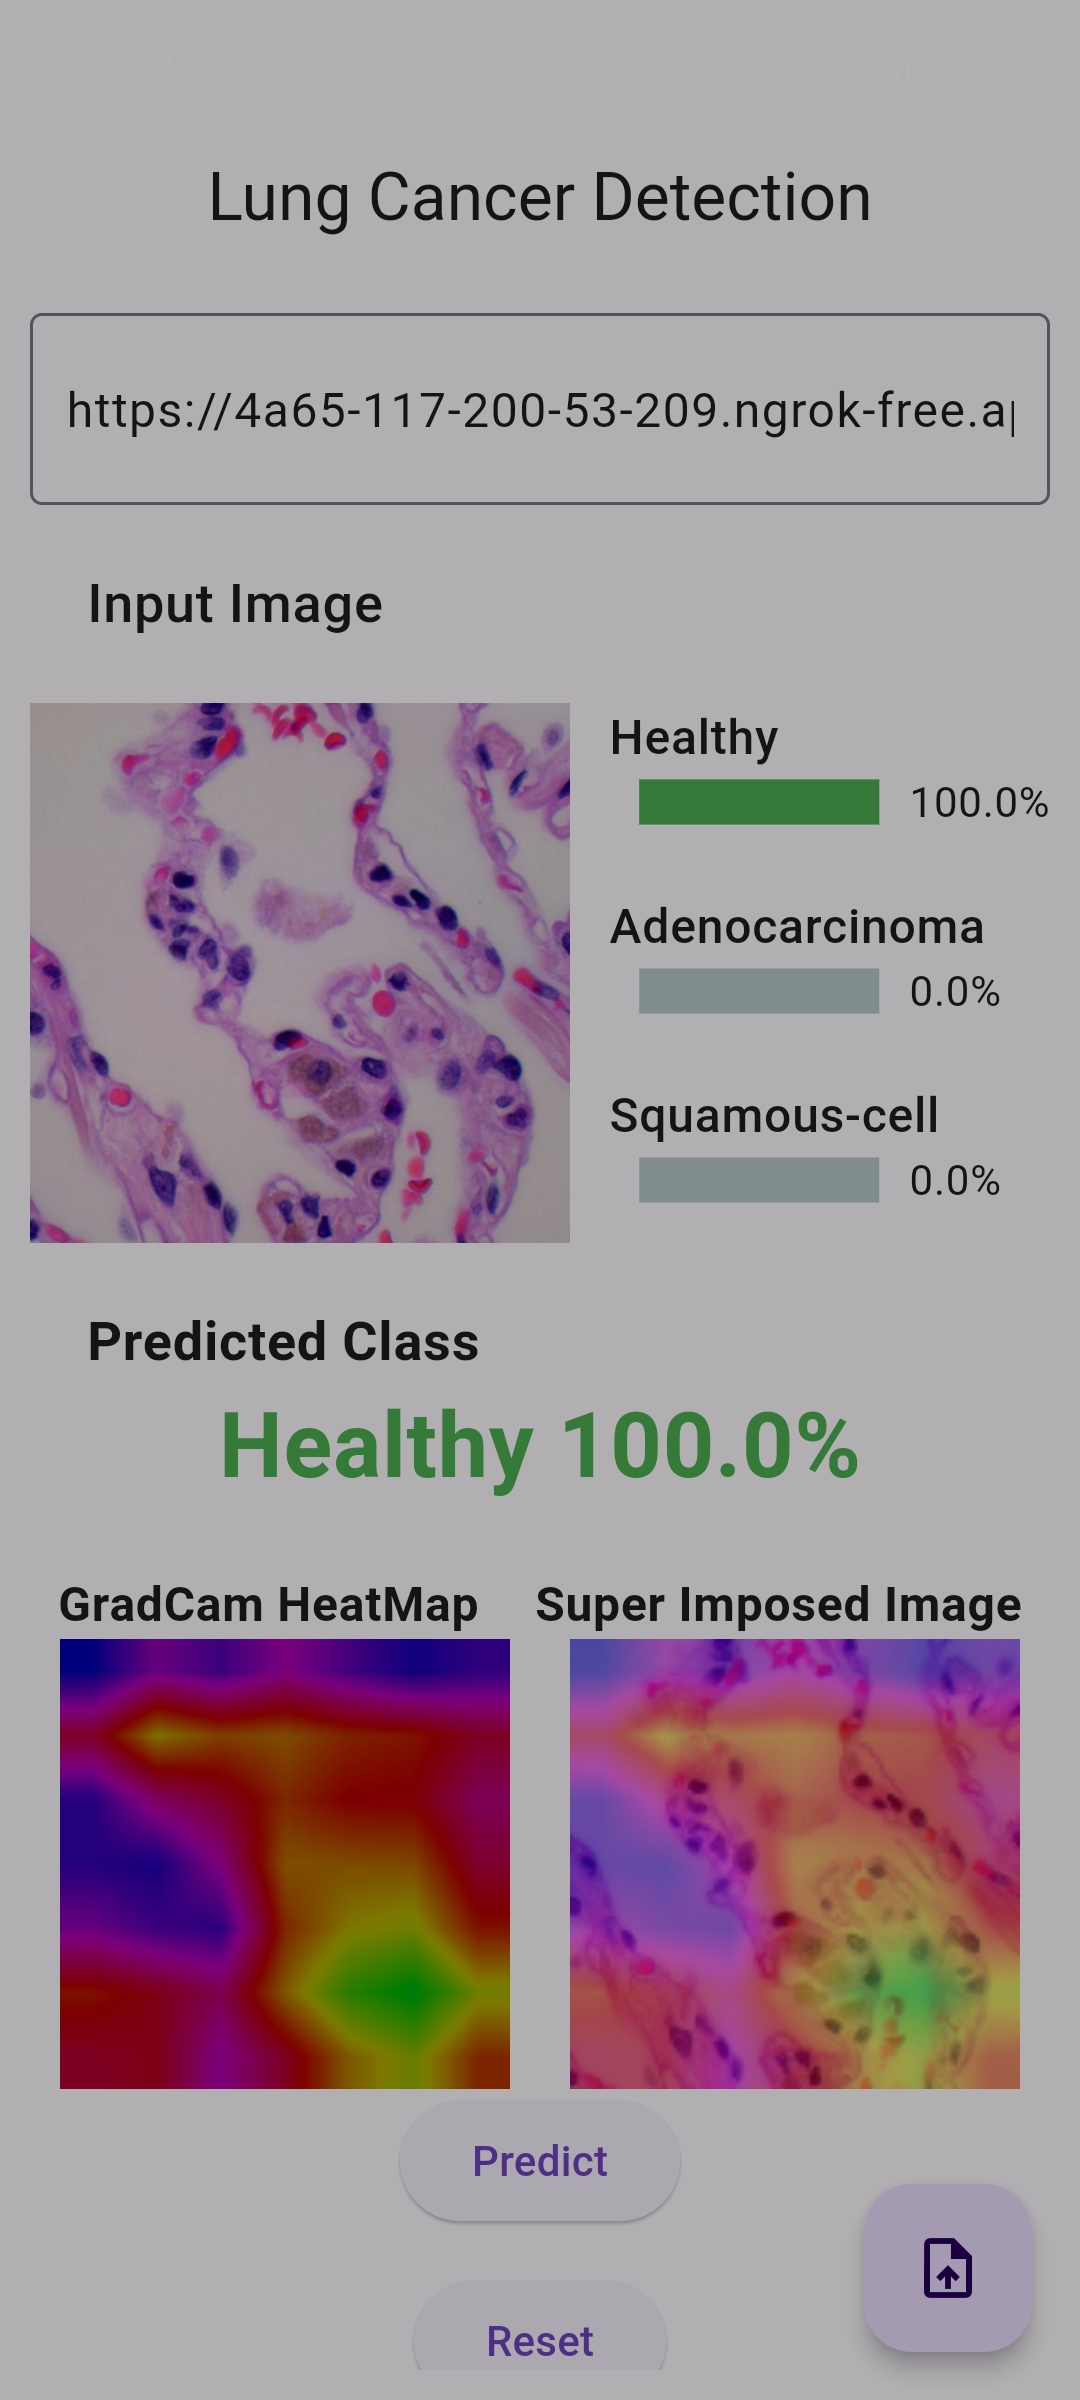 Lung Cancer Detection
https://4a65-117-200-53-209.ngrok-free.a
Input Image
Healthy
100.0%
Adenocarcinoma
0.0%
Squamous-cell
0.0%
Predicted Class
Healthy 100.0%
GradCam HeatMap Super Imposed Image
Predict
Reset